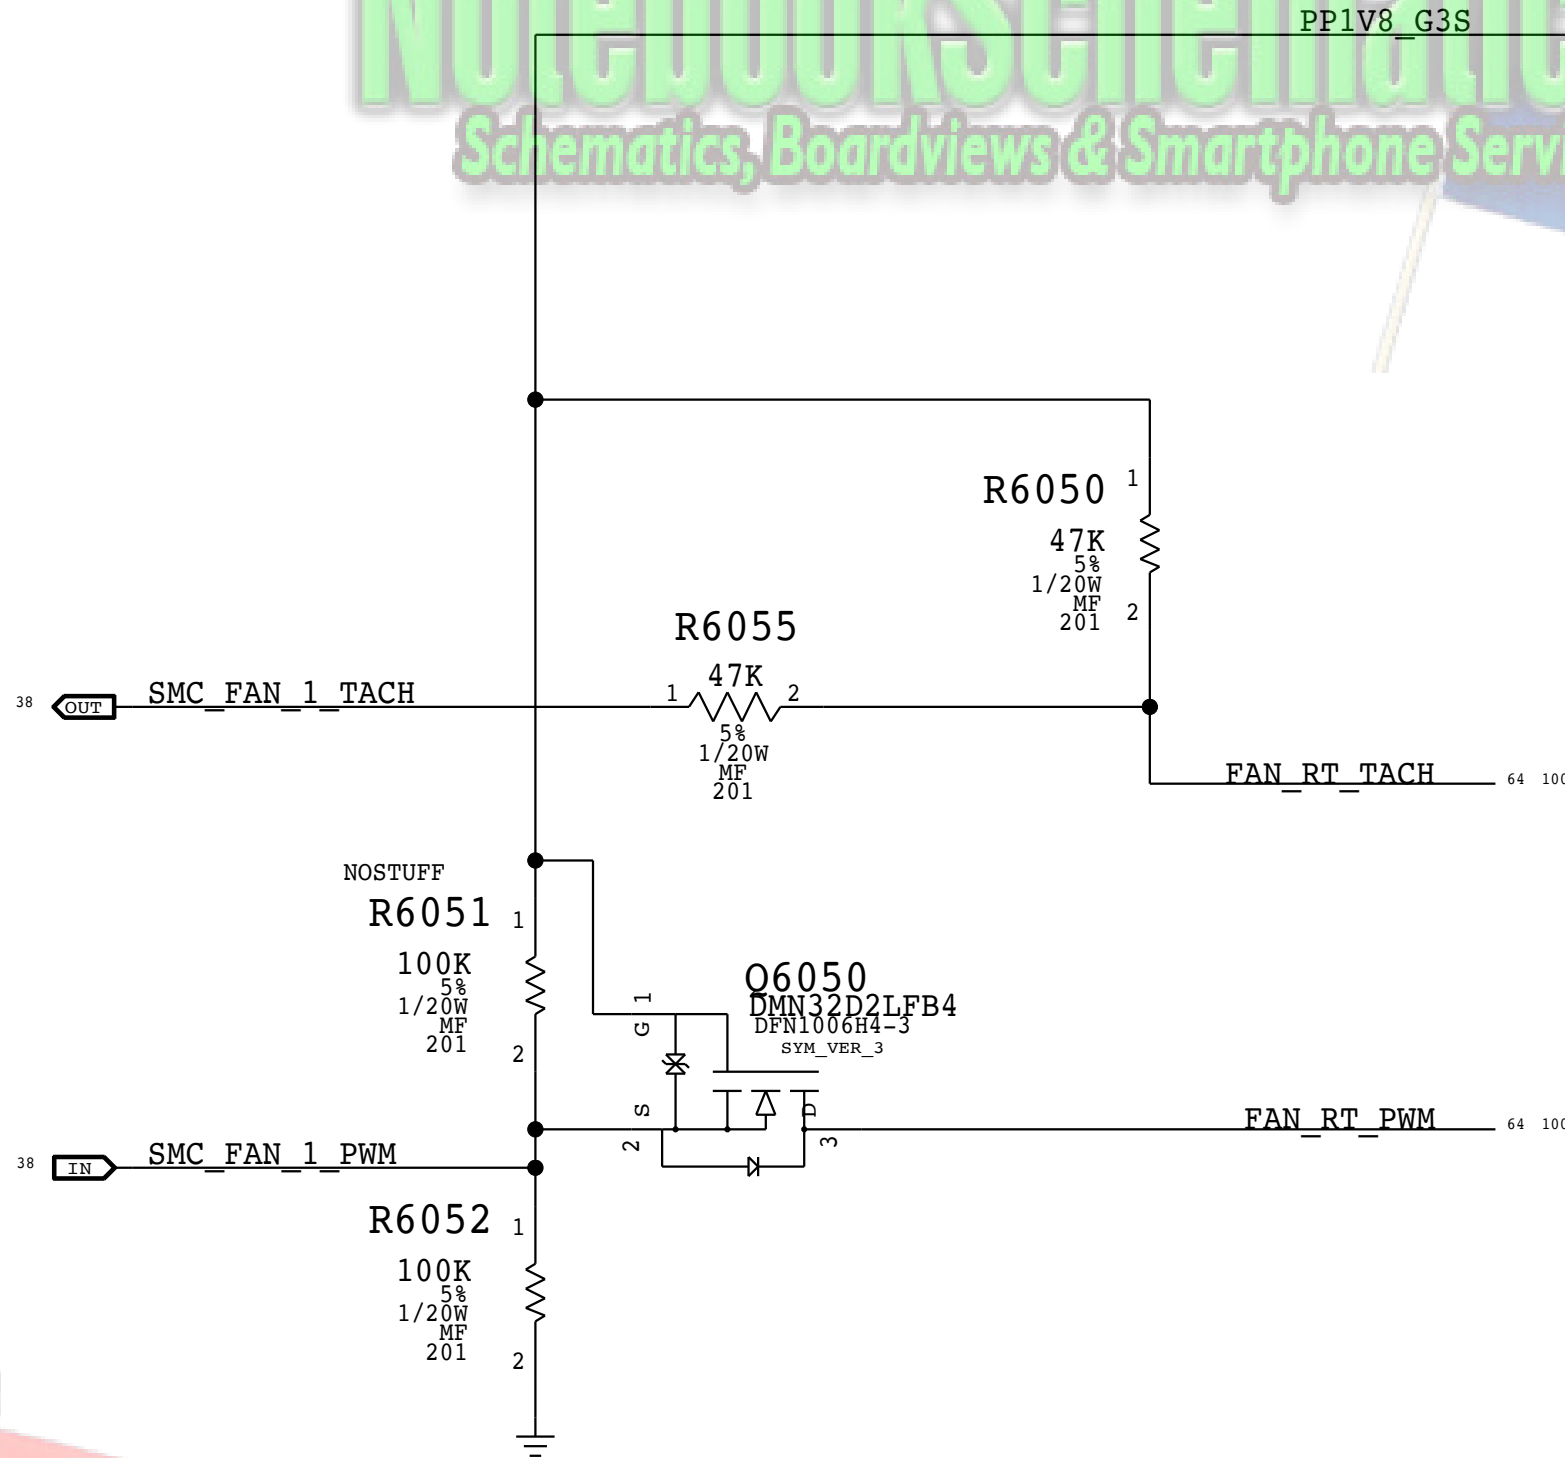 PP1V8_G3S
Schematics, Boardviews & Smartphone
R6050
1
47K
5%
1/20W
MF
201
2
R6055
47K
1
2
5%
1/20W
MF
201
38
OUT
SMC_FAN_1_TACH
FAN_RT_TACH
64
NOSTUFF
R6051
1
100K
5%
1/20W
MF
201
2
Q6050
DMN32D2LFB4
DFN1006H4-3
SYM_VER_3
G
1
S
2
D
3
FAN_RT_PWM
64
38
IN
SMC_FAN_1_PWM
R6052
1
100K
5%
1/20W
MF
201
2